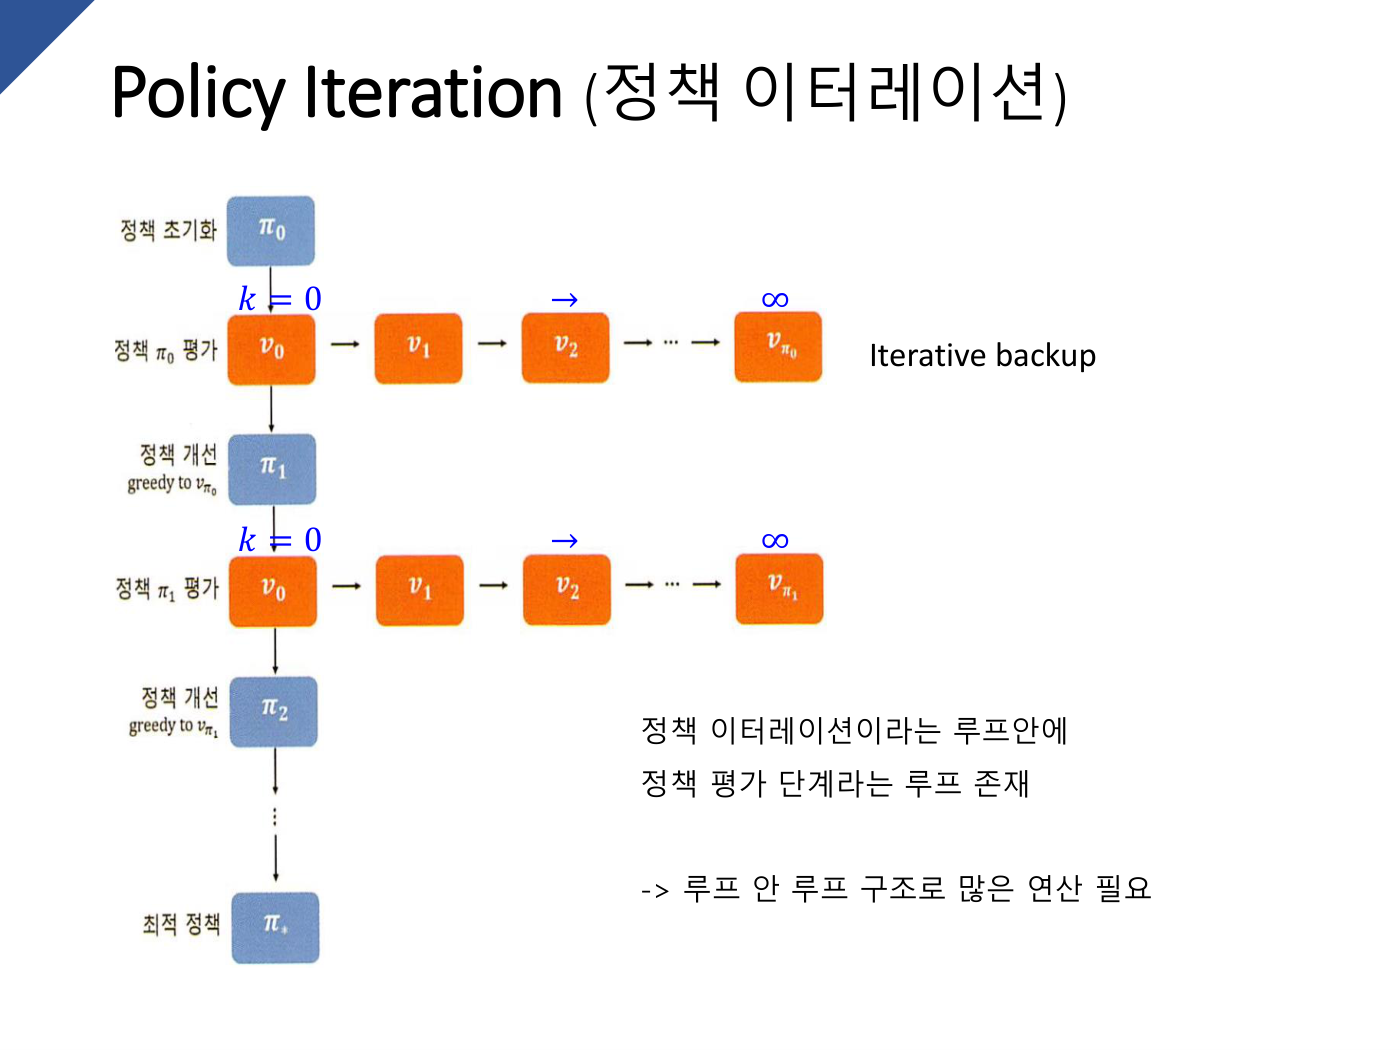 Policy Iteration (정책 이터레이션)
정책 초기화 π₀
k = 0 → ∞
정책 π₀ 평가 v₀ v₁ v₂ ... v_π₀ Iterative backup
정책 개선 π₁
greedy to v_π₀
k = 0 → ∞
정책 π₁ 평가 v₀ v₁ v₂ ... v_π₁
정책 개선 π₂
greedy to v_π₁
정책 이터레이션이라는 루프안에
정책 평가 단계라는 루프 존재
...
-> 루프 안 루프 구조로 많은 연산 필요
최적 정책 π*